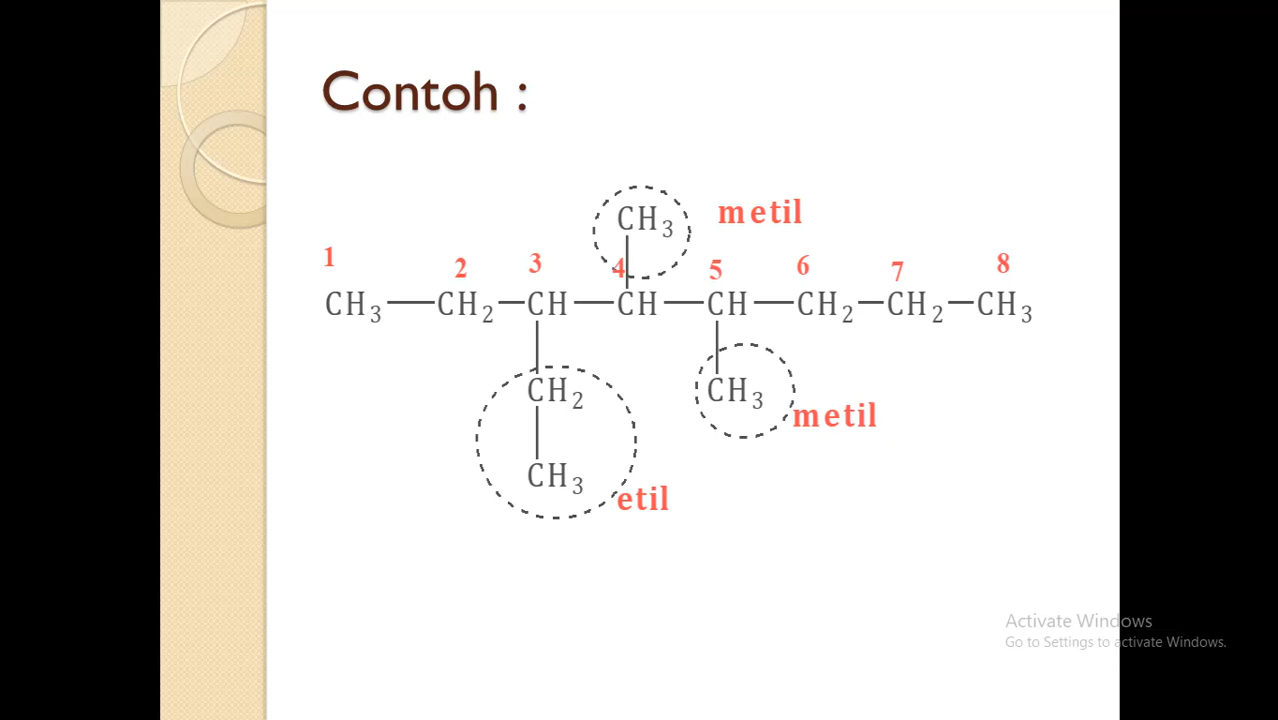 Contoh :
CH3 metil
1 2 3 4 5 6 7 8
CH3 CH2 CH CH CH CH2 CH2 CH3
CH2 CH3
metil
CH3
etil
Activate Windows
Go to Settings to activate Windows.